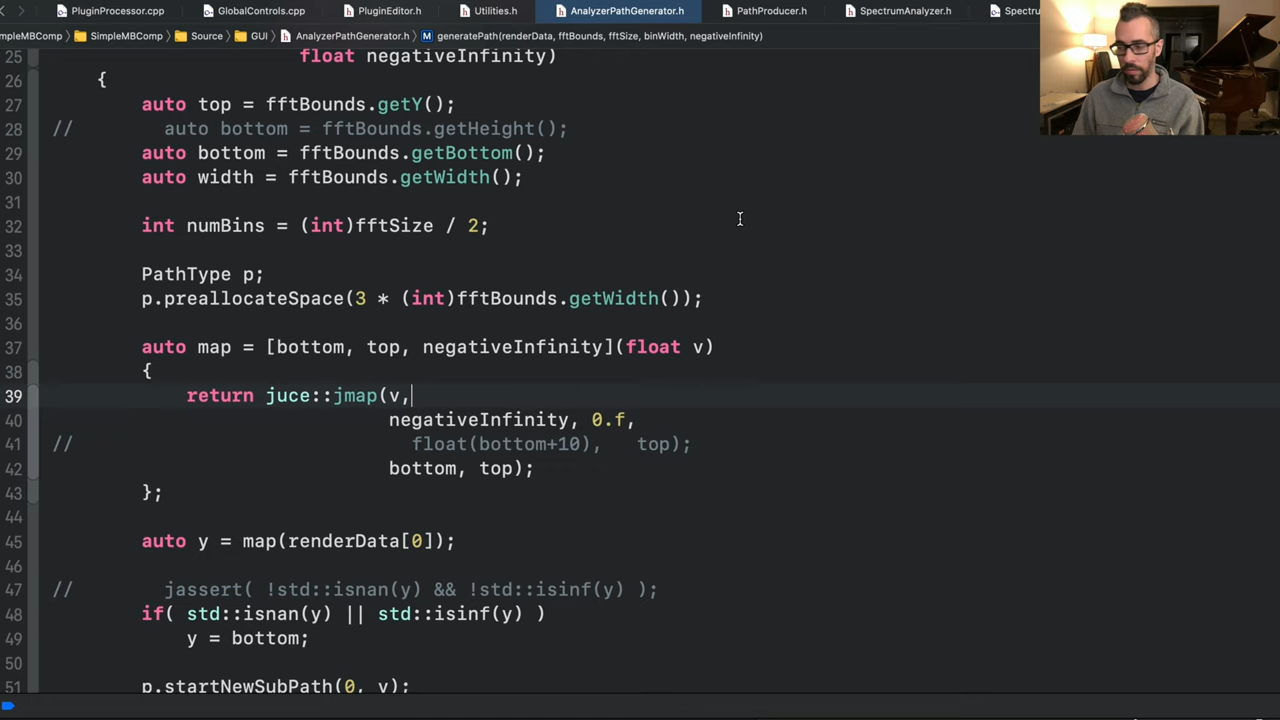 PluginProcessor.cpp GlobalControls.cpp PluginEditor.h Utilities.h AnalyzerPathGenerator.h PathProducer.h SpectrumAnalyzer.h Spectru
mpleMBComp SimpleMBComp Source GUI AnalyzerPathGenerator.h M generatePath(renderData, fftBounds, fftSize, binWidth, negativeInfinity)
25 float negativeInfinity)
26 {
27 auto top = fftBounds.getY();
28 // auto bottom = fftBounds.getHeight();
29 auto bottom = fftBounds.getBottom();
30 auto width = fftBounds.getWidth();
31
32 int numBins = (int)fftSize / 2;
33
34 PathType p;
35 p.preallocateSpace(3 * (int)fftBounds.getWidth());
36
37 auto map = [bottom, top, negativeInfinity](float v)
38 {
39 return juce::jmap(v,
40 negativeInfinity, 0.f,
41 // float(bottom+10), top);
42 bottom, top);
43 };
44
45 auto y = map(renderData[0]);
46
47 // jassert( !std::isnan(y) && !std::isinf(y) );
48 if( std::isnan(y) || std::isinf(y) )
49 y = bottom;
50
51 p.startNewSubPath(0, y);